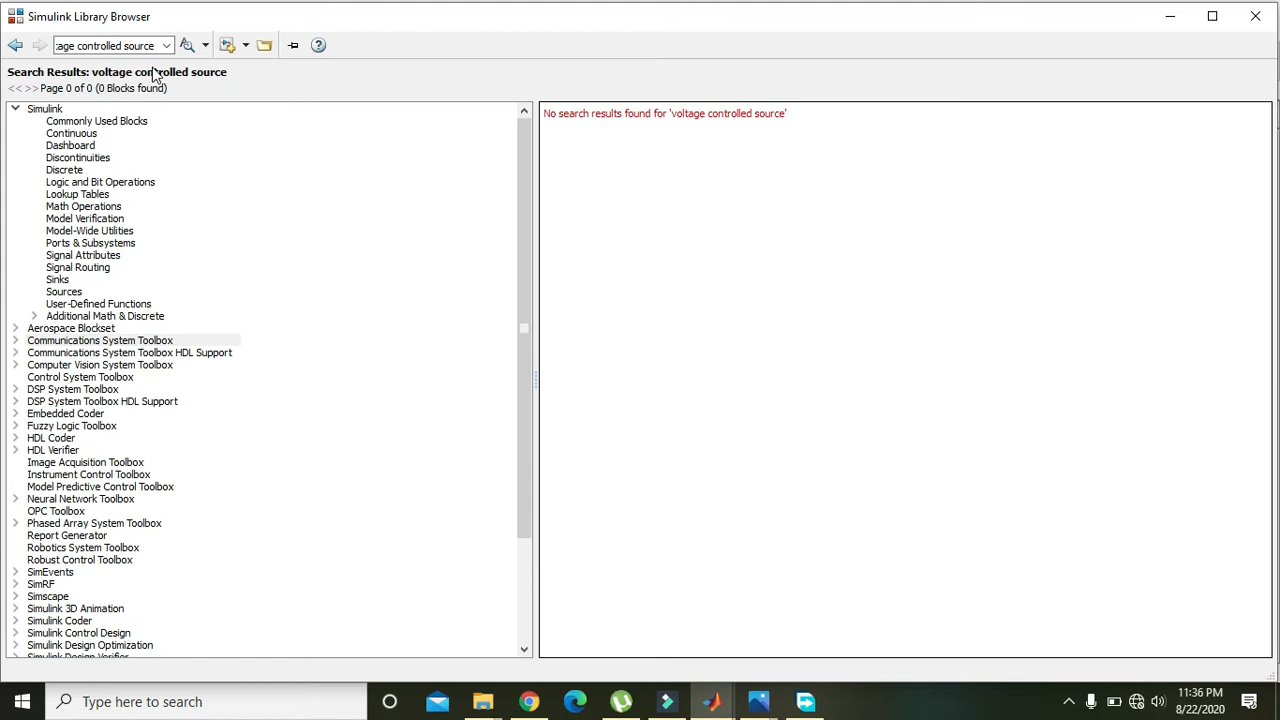 Simulink Library Browser
:age controlled source
Search Results: voltage controlled source
<< >> Page 0 of 0 (0 Blocks found)
Simulink
Commonly Used Blocks
Continuous
Dashboard
Discontinuities
Discrete
Logic and Bit Operations
Lookup Tables
Math Operations
Model Verification
Model-Wide Utilities
Ports & Subsystems
Signal Attributes
Signal Routing
Sinks
Sources
User-Defined Functions
Additional Math & Discrete
Aerospace Blockset
Communications System Toolbox
Communications System Toolbox HDL Support
Computer Vision System Toolbox
Control System Toolbox
DSP System Toolbox
DSP System Toolbox HDL Support
Embedded Coder
Fuzzy Logic Toolbox
HDL Coder
HDL Verifier
Image Acquisition Toolbox
Instrument Control Toolbox
Model Predictive Control Toolbox
Neural Network Toolbox
OPC Toolbox
Phased Array System Toolbox
Report Generator
Robotics System Toolbox
Robust Control Toolbox
SimEvents
SimRF
Simscape
Simulink 3D Animation
Simulink Coder
Simulink Control Design
Simulink Design Optimization
Simulink Design Verifier
No search results found for 'voltage controlled source'
Type here to search
11:36 PM
8/22/2020